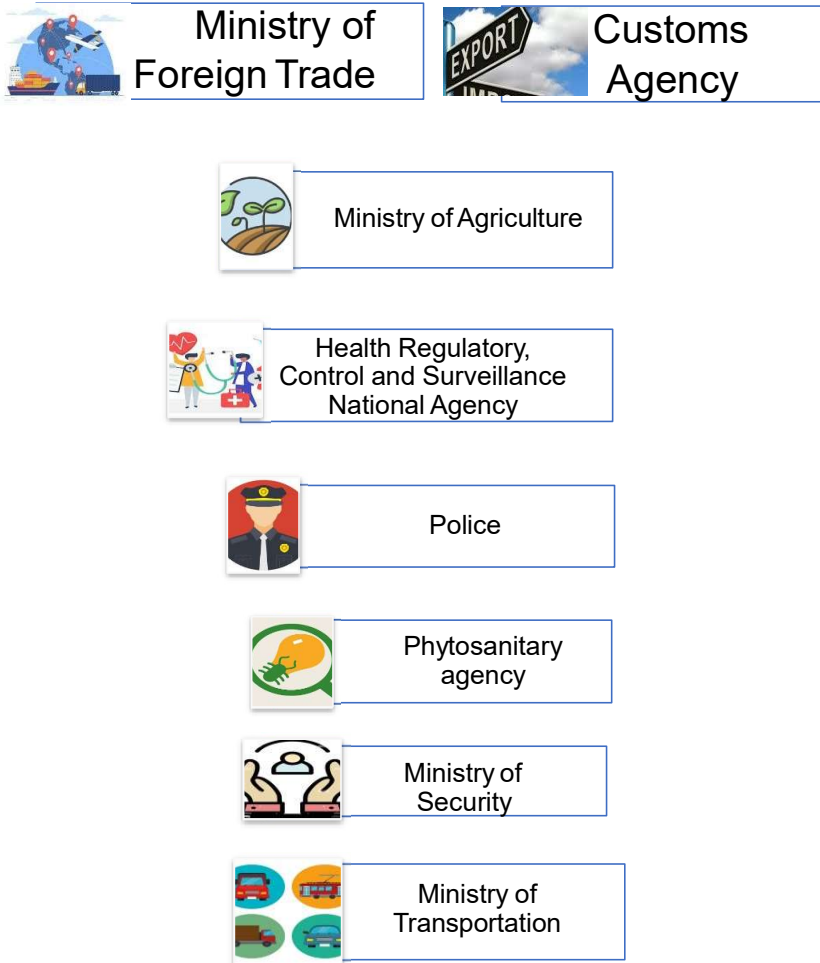 Ministry of
Foreign Trade
EXPORT
Customs
Agency
Ministry of Agriculture
Health Regulatory,
Control and Surveillance
National Agency
Police
Phytosanitary
agency
Ministry of
Security
Ministry of
Transportation